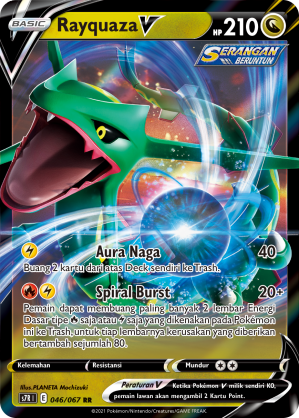 BASIC Rayquaza V HP 210
SERANGAN
BERUNTUN
Aura Naga 40
Buang 2 kartu dari atas Deck sendiri ke Trash.
Spiral Burst 20+
Pemain dapat membuang paling banyak 2 lembar Energi
Dasar tipe saja atau saja yang dikenakan pada Pokémon
ini ke Trash, untuk tiap lembarnya kerusakan yang diberikan
bertambah sejumlah 80.
Kelemahan Resistansi Mundur
Illus. PLANETA Mochizuki
s7R I E 046/067 RR
Peraturan V Ketika Pokémon V milik sendiri KO,
pemain lawan mengambil 2 Kartu Point.
©2021 Pokémon/Nintendo/Creatures/GAME FREAK.